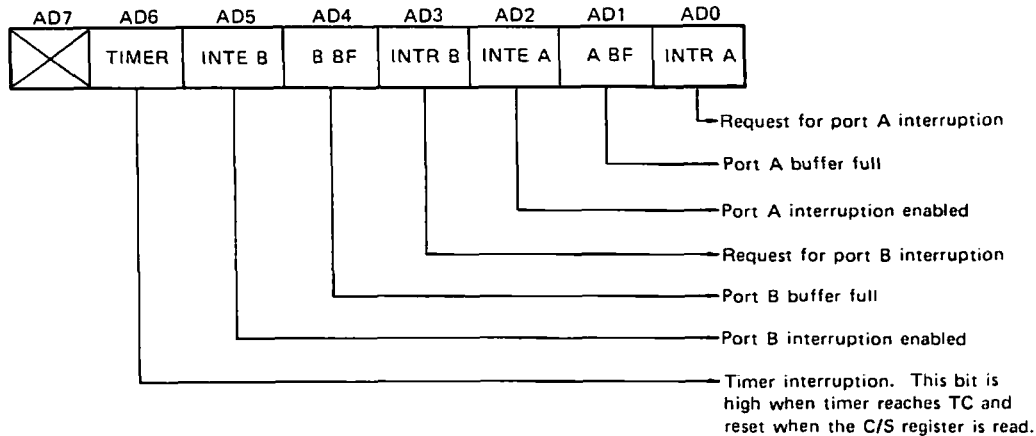 AD7 AD6 AD5 AD4 AD3 AD2 AD1 AD0
TIMER INTE B B BF INTR B INTE A A BF INTR A
Request for port A interruption
Port A buffer full
Port A interruption enabled
Request for port B interruption
Port B buffer full
Port B interruption enabled
Timer interruption. This bit is
high when timer reaches TC and
reset when the C/S register is read.